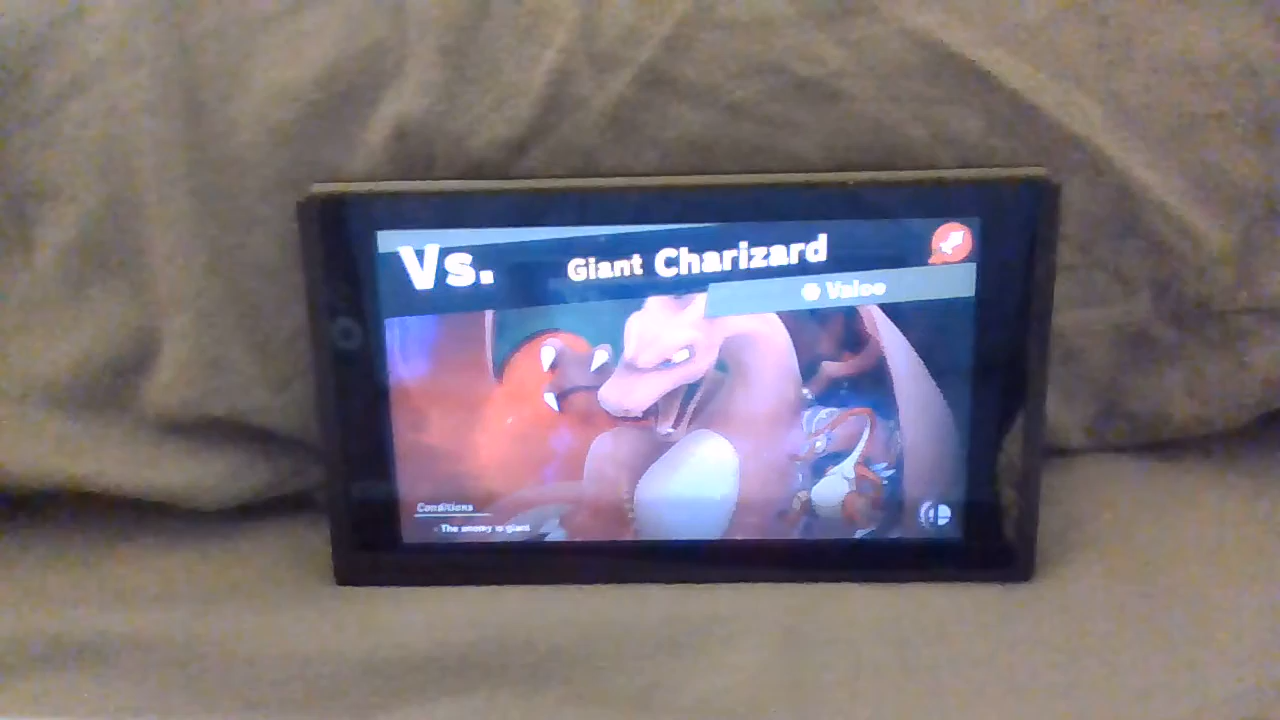 Vs.
Giant Charizard
Valoo
Conditions
The enemy is giant